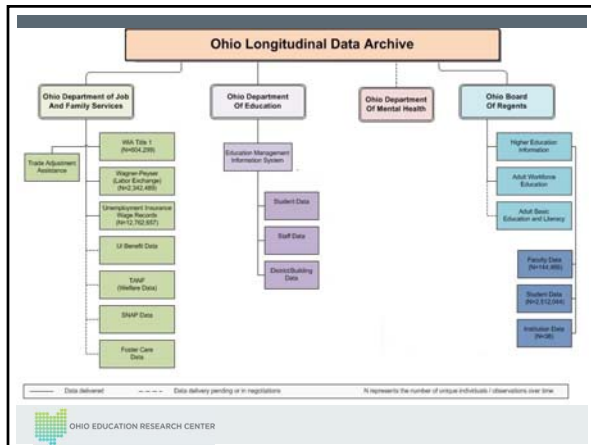 Ohio Longitudinal Data Archive
Ohio Department of Job
And Family Services
Ohio Department
Of Education
Ohio Department
Of Mental Health
Ohio Board
Of Regents
Trade Adjustment
Assistance
WIA Title 1
(N=604,299)
Wagner-Peyser
(Labor Exchange)
(N=2,342,489)
Unemployment Insurance
Wage Records
(N=12,762,657)
UI Benefit Data
TANF
(Welfare Data)
SNAP Data
Foster Care
Data
Education Management
Information System
Student Data
Staff Data
District/Building
Data
Higher Education
Information
Adult Workforce
Education
Adult Basic
Education and Literacy
Faculty Data
Student Data
Institution Data
(N=38)
Data delivered
Data delivery pending or in negotiations
N represents the number of unique individuals / observations over time
OHIO EDUCATION RESEARCH CENTER